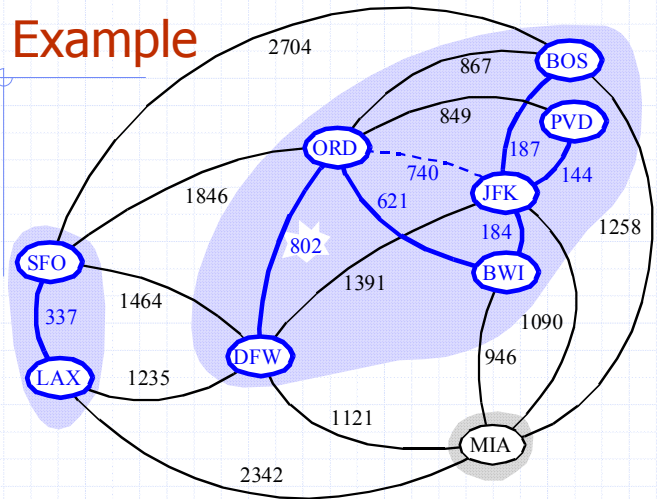 Example
2704
BOS
867
849
PVD
ORD
187
740
144
JFK
1846
621
184
1258
802
SFO
BWI
1391
1464
337
1090
946
DFW
LAX
1235
1121
MIA
2342